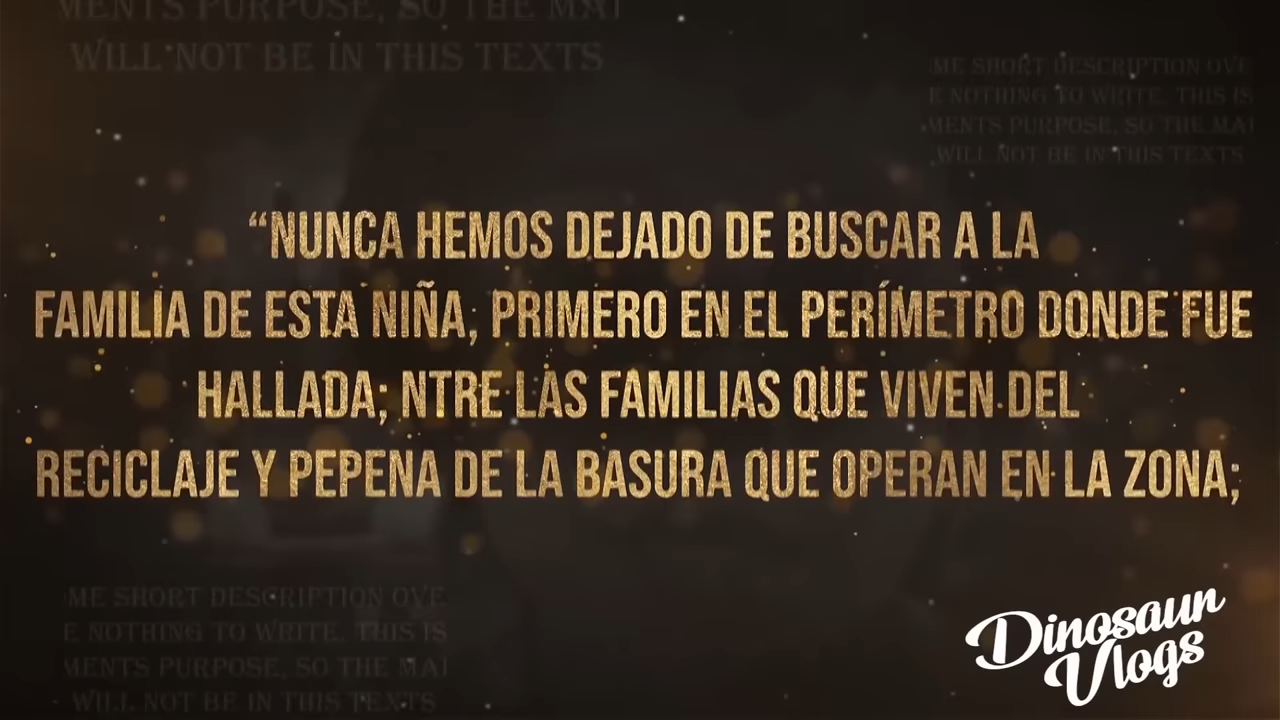 MENTS PURPOSE, SO THE MAI
WILL NOT BE IN THIS TEXTS
ME SHORT DESCRIPTION OVE
E NOTHING TO WRITE. THIS IS
MENTS PURPOSE, SO THE MAI
WILL NOT BE IN THIS TEXTS
“NUNCA HEMOS DEJADO DE BUSCAR A LA
FAMILIA DE ESTA NIÑA, PRIMERO EN EL PERÍMETRO DONDE FUE
HALLADA; NTRE LAS FAMILIAS QUE VIVEN DEL
RECICLAJE Y PEPENA DE LA BASURA QUE OPERAN EN LA ZONA;
ME SHORT DESCRIPTION OVE
E NOTHING TO WRITE. THIS IS
MENTS PURPOSE, SO THE MAI
WILL NOT BE IN THIS TEXTS
Dinosaur
Vlogs